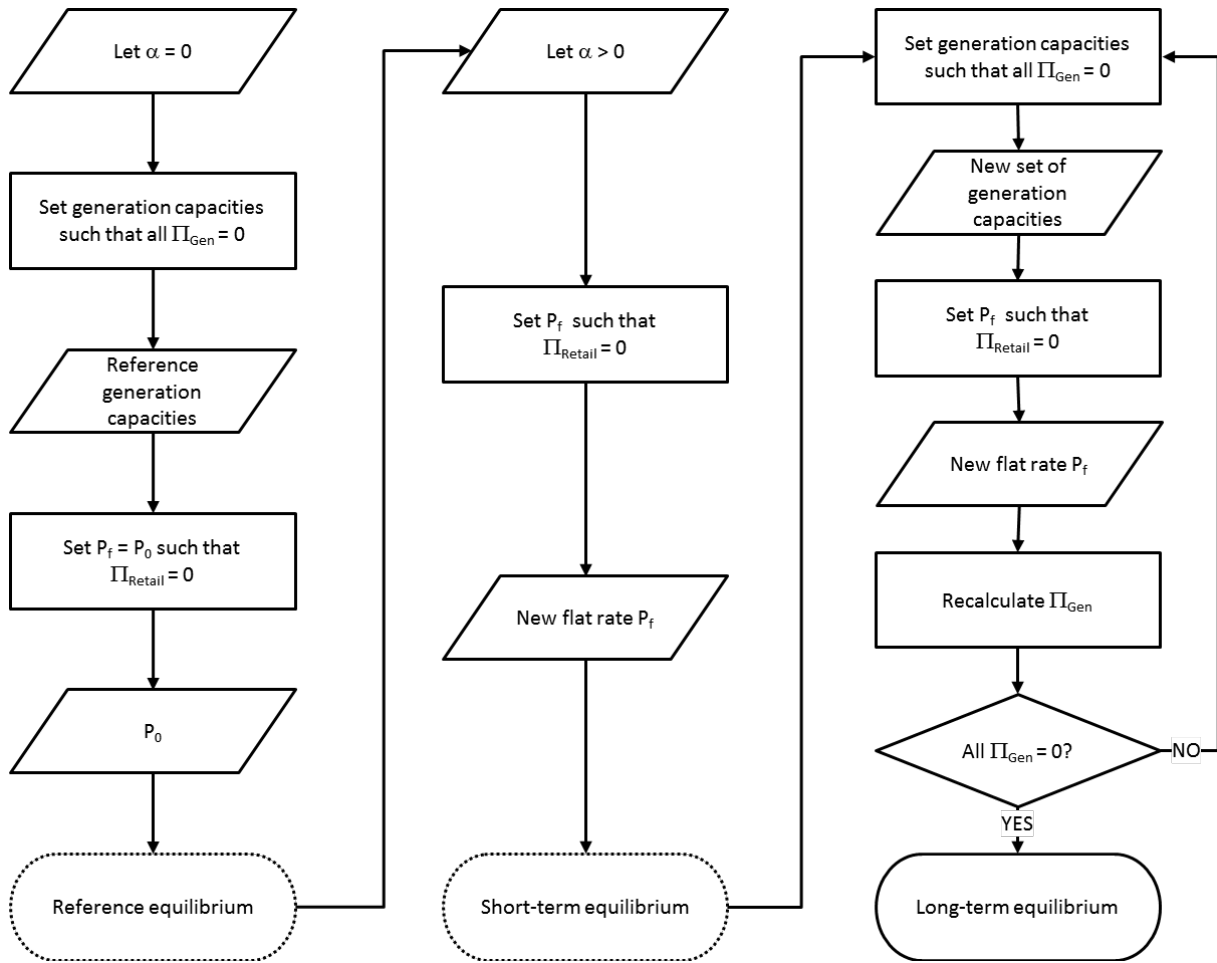 Let α = 0
Set generation capacities
such that all Π_Gen = 0
Reference
generation
capacities
Set P_f = P_0 such that
Π_Retail = 0
P_0
Reference equilibrium
Let α > 0
Set P_f such that
Π_Retail = 0
New flat rate P_f
Short-term equilibrium
Set generation capacities
such that all Π_Gen = 0
New set of
generation
capacities
Set P_f such that
Π_Retail = 0
New flat rate P_f
Recalculate Π_Gen
All Π_Gen = 0?
NO
YES
Long-term equilibrium